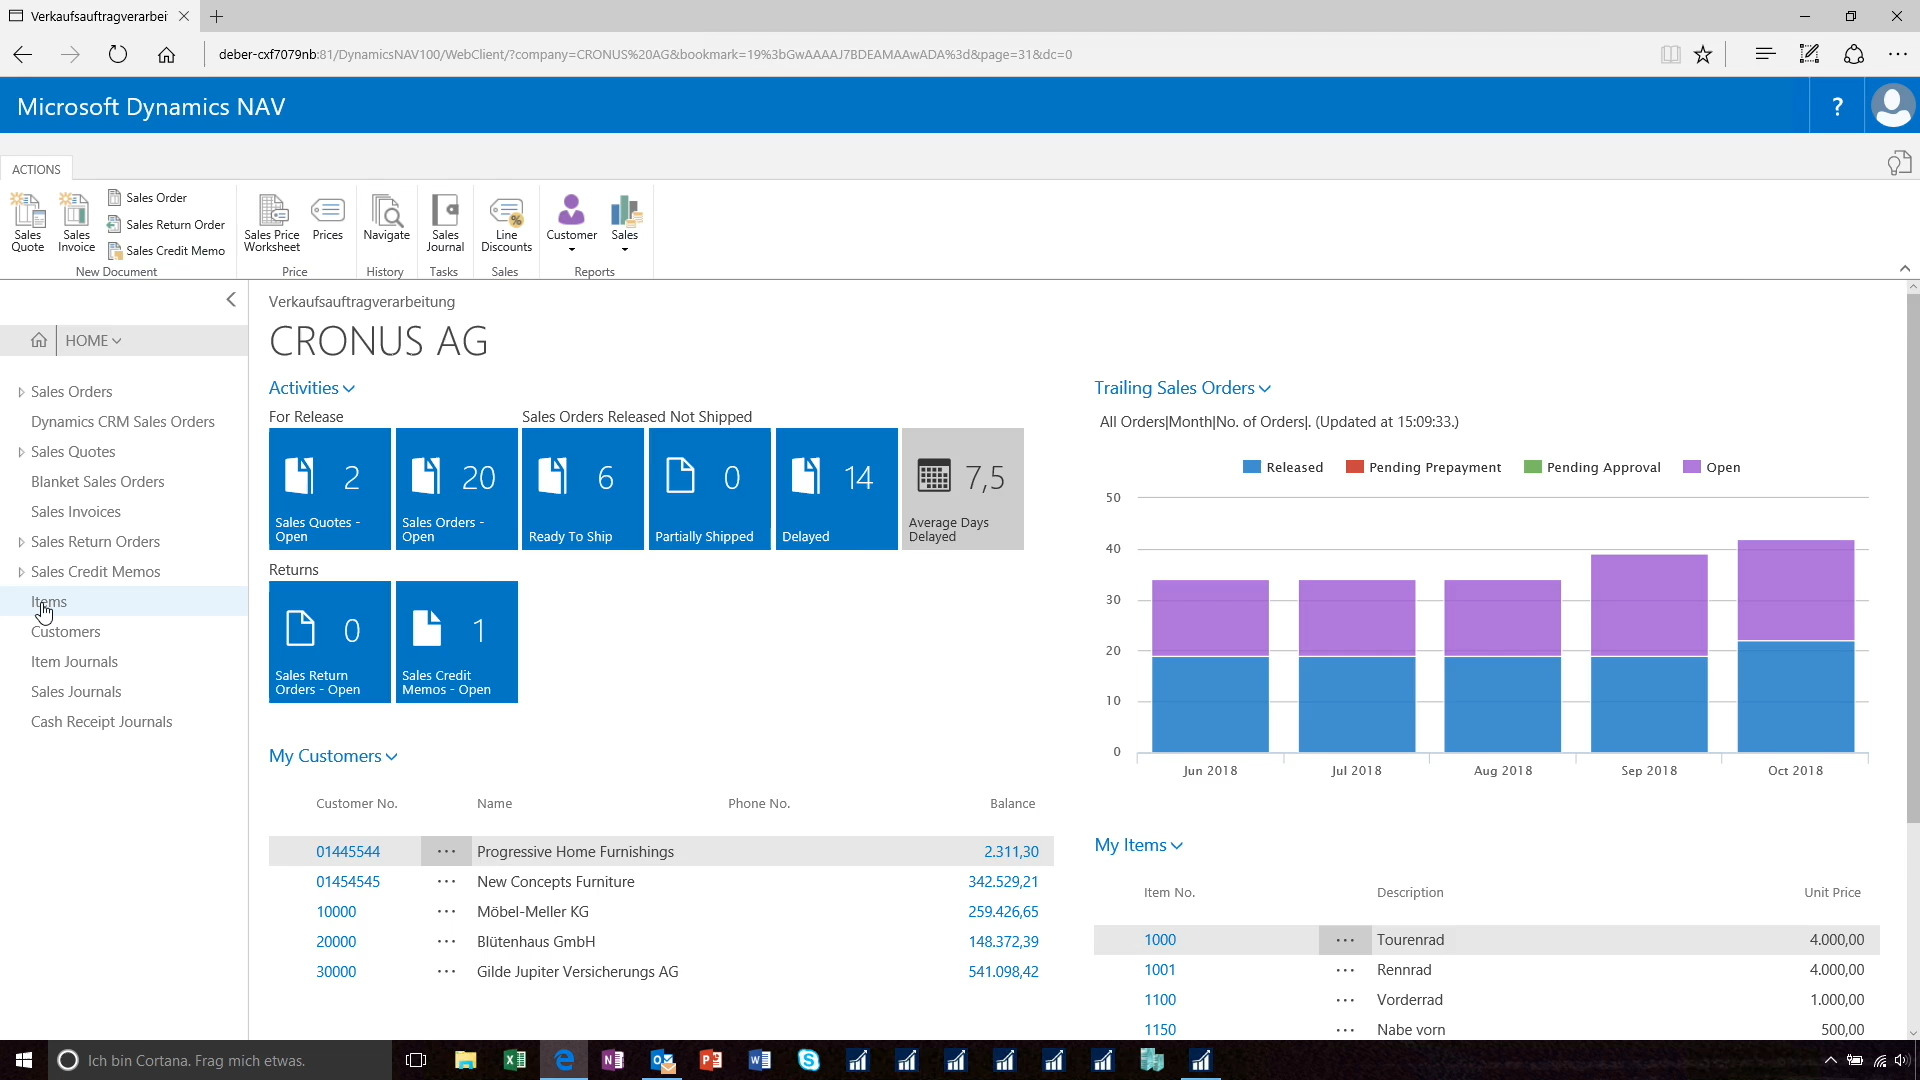 Verkaufsauftragverarbei
deber-cxf7079nb:81/DynamicsNAV100/WebClient/?company=CRONUS%20AG&bookmark=19%3bGwAAAAJ7BDEAMAAwADA%3d&page=31&dc=0
Microsoft Dynamics NAV
?
ACTIONS
Sales Quote
Sales Invoice
Sales Order
Sales Return Order
Sales Credit Memo
New Document
Sales Price Worksheet
Prices
Price
Navigate
History
Sales Journal
Tasks
Line Discounts
Sales
Customer
Sales
Reports
HOME
Sales Orders
Dynamics CRM Sales Orders
Sales Quotes
Blanket Sales Orders
Sales Invoices
Sales Return Orders
Sales Credit Memos
Items
Customers
Item Journals
Sales Journals
Cash Receipt Journals
Verkaufsauftragverarbeitung
CRONUS AG
Activities
For Release
Sales Orders Released Not Shipped
2
Sales Quotes -
Open
20
Sales Orders -
Open
6
Ready To Ship
0
Partially Shipped
14
Delayed
7,5
Average Days
Delayed
Returns
0
Sales Return
Orders - Open
1
Sales Credit
Memos - Open
My Customers
Customer No. Name Phone No. Balance
01445544 ··· Progressive Home Furnishings 2.311,30
01454545 ··· New Concepts Furniture 342.529,21
10000 ··· Möbel-Meller KG 259.426,65
20000 ··· Blütenhaus GmbH 148.372,39
30000 ··· Gilde Jupiter Versicherungs AG 541.098,42
Trailing Sales Orders
All Orders|Month|No. of Orders|. (Updated at 15:09:33.)
Released Pending Prepayment Pending Approval Open
50
40
30
20
10
0
Jun 2018 Jul 2018 Aug 2018 Sep 2018 Oct 2018
My Items
Item No. Description Unit Price
1000 ··· Tourenrad 4.000,00
1001 ··· Rennrad 4.000,00
1100 ··· Vorderrad 1.000,00
1150 ··· Nabe vorn 500,00
Ich bin Cortana. Frag mich etwas.